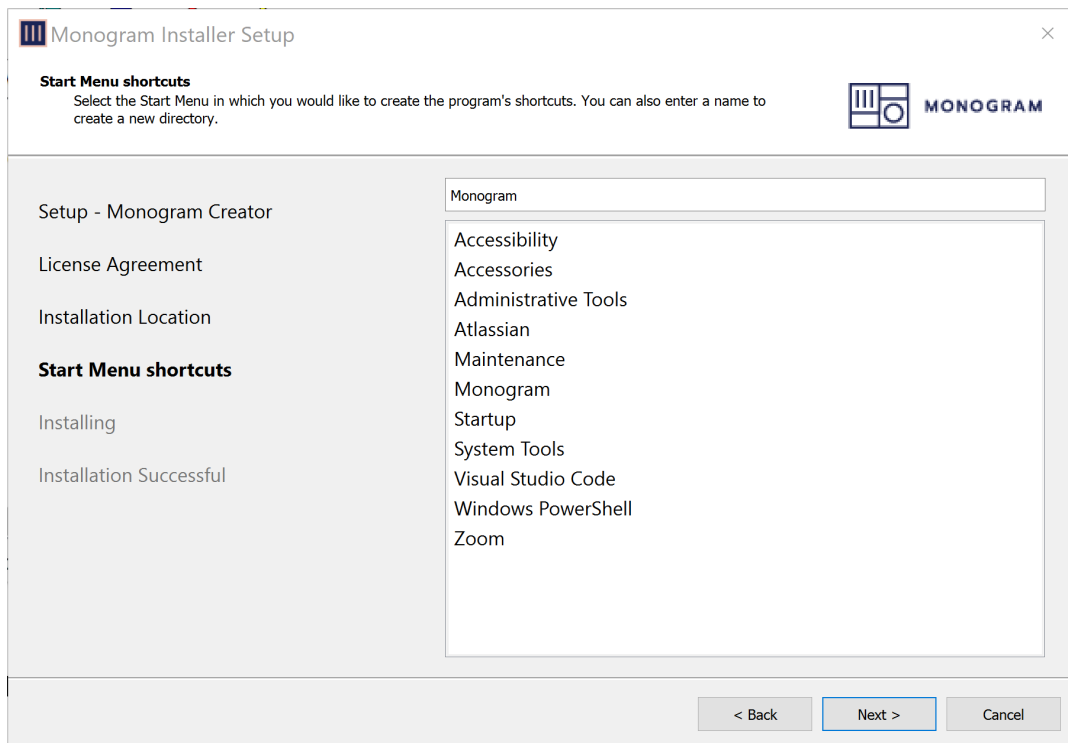 Monogram Installer Setup
Start Menu shortcuts
Select the Start Menu in which you would like to create the program's shortcuts. You can also enter a name to
create a new directory.
MONOGRAM
Setup - Monogram Creator
License Agreement
Installation Location
Start Menu shortcuts
Installing
Installation Successful
Monogram
Accessibility
Accessories
Administrative Tools
Atlassian
Maintenance
Monogram
Startup
System Tools
Visual Studio Code
Windows PowerShell
Zoom
< Back
Next >
Cancel